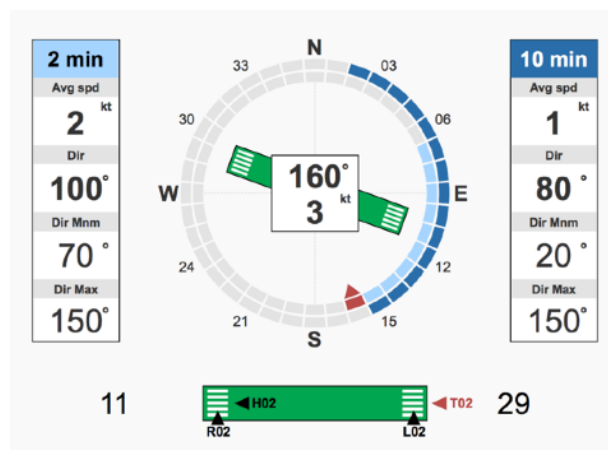 2 min
Avg spd
kt
2
Dir
100°
Dir Mnm
70 °
Dir Max
150°
N
33
03
30
06
W
E
24
12
21
15
S
160°
3 kt
10 min
Avg spd
kt
1
Dir
80 °
Dir Mnm
20 °
Dir Max
150°
11
H02
T02
29
R02
L02